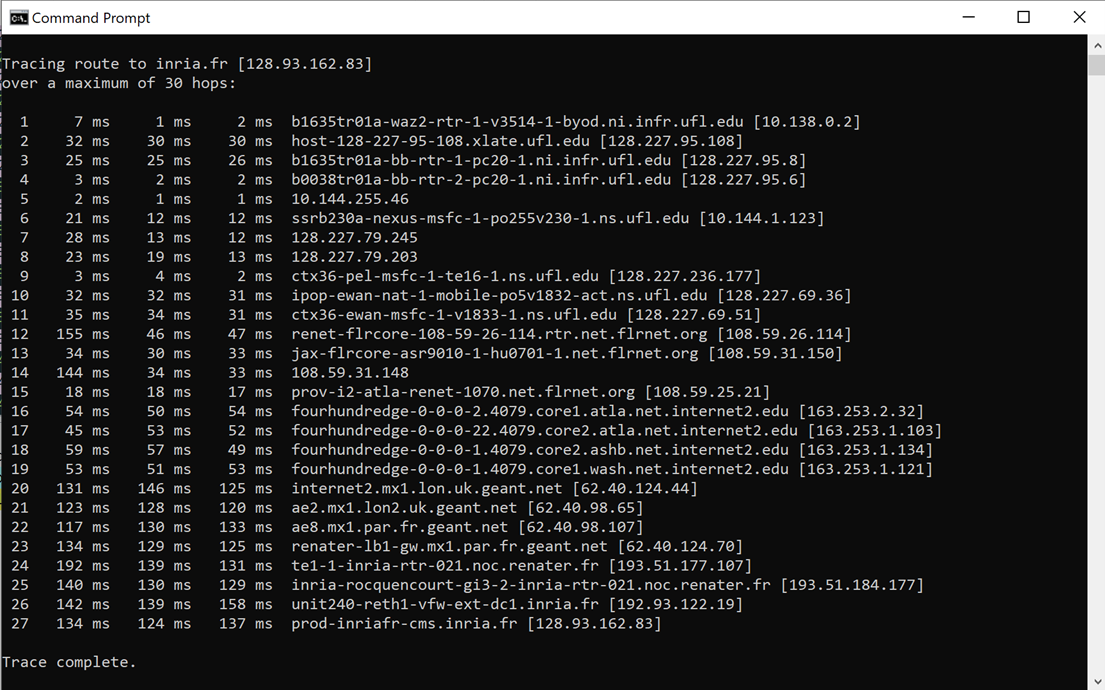 Command Prompt
Tracing route to inria.fr [128.93.162.83]
over a maximum of 30 hops:
1 7 ms 1 ms 2 ms b1635tr01a-waz2-rtr-1-v3514-1-byod.ni.infr.ufl.edu [10.138.0.2]
2 32 ms 30 ms 30 ms host-128-227-95-108.xlate.ufl.edu [128.227.95.108]
3 25 ms 25 ms 26 ms b1635tr01a-bb-rtr-1-pc20-1.ni.infr.ufl.edu [128.227.95.8]
4 3 ms 2 ms 2 ms b0038tr01a-bb-rtr-2-pc20-1.ni.infr.ufl.edu [128.227.95.6]
5 2 ms 1 ms 1 ms 10.144.255.46
6 21 ms 12 ms 12 ms ssrb230a-nexus-msfc-1-po255v230-1.ns.ufl.edu [10.144.1.123]
7 28 ms 13 ms 12 ms 128.227.79.245
8 23 ms 19 ms 13 ms 128.227.79.203
9 3 ms 4 ms 2 ms ctx36-pel-msfc-1-te16-1.ns.ufl.edu [128.227.236.177]
10 32 ms 32 ms 31 ms ipop-ewan-nat-1-mobile-po5v1832-act.ns.ufl.edu [128.227.69.36]
11 35 ms 34 ms 31 ms ctx36-ewan-msfc-1-v1833-1.ns.ufl.edu [128.227.69.51]
12 155 ms 46 ms 47 ms renet-flrcore-108-59-26-114.rtr.net.flrnet.org [108.59.26.114]
13 34 ms 30 ms 33 ms jax-flrcore-asr9010-1-hu0701-1.net.flrnet.org [108.59.31.150]
14 144 ms 34 ms 33 ms 108.59.31.148
15 18 ms 18 ms 17 ms prov-i2-atla-renet-1070.net.flrnet.org [108.59.25.21]
16 54 ms 50 ms 54 ms fourhundredge-0-0-0-2.4079.core1.atla.net.internet2.edu [163.253.2.32]
17 45 ms 53 ms 52 ms fourhundredge-0-0-0-22.4079.core2.atla.net.internet2.edu [163.253.1.103]
18 59 ms 57 ms 49 ms fourhundredge-0-0-0-1.4079.core2.ashb.net.internet2.edu [163.253.1.134]
19 53 ms 51 ms 53 ms fourhundredge-0-0-0-1.4079.core1.wash.net.internet2.edu [163.253.1.121]
20 131 ms 146 ms 125 ms internet2.mx1.lon.uk.geant.net [62.40.124.44]
21 123 ms 128 ms 120 ms ae2.mx1.lon2.uk.geant.net [62.40.98.65]
22 117 ms 130 ms 133 ms ae8.mx1.par.fr.geant.net [62.40.98.107]
23 134 ms 129 ms 125 ms renater-lb1-gw.mx1.par.fr.geant.net [62.40.124.70]
24 192 ms 139 ms 131 ms te1-1-inria-rtr-021.noc.renater.fr [193.51.177.107]
25 140 ms 130 ms 129 ms inria-rocquencourt-gi3-2-inria-rtr-021.noc.renater.fr [193.51.184.177]
26 142 ms 139 ms 158 ms unit240-reth1-vfw-ext-dc1.inria.fr [192.93.122.19]
27 134 ms 124 ms 137 ms prod-inriafr-cms.inria.fr [128.93.162.83]
Trace complete.